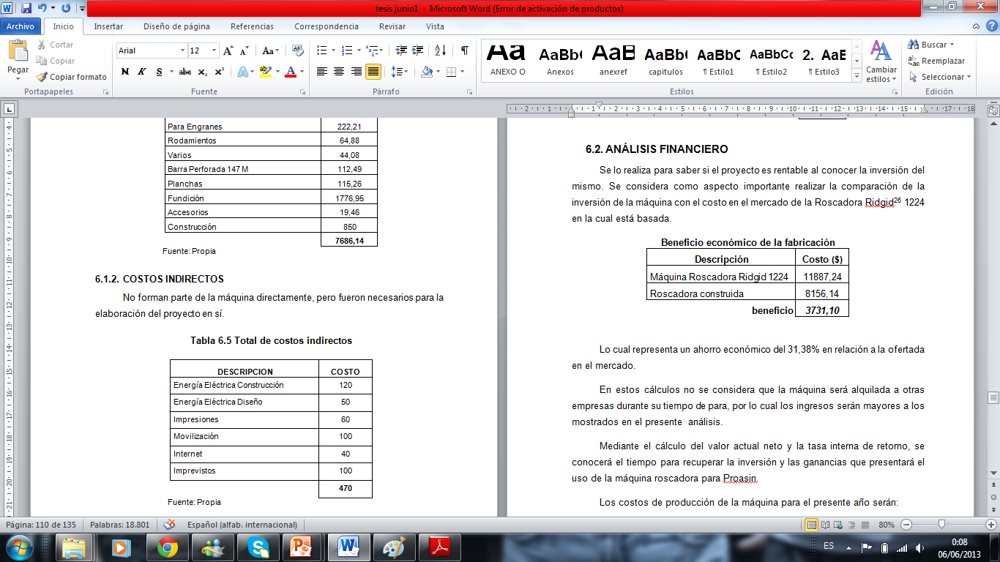 tesis junio1 - Microsoft Word (Error de activación de productos)
Archivo Inicio Insertar Diseño de página Referencias Correspondencia Revisar Vista
Pegar
Cortar
Copiar
Copiar formato
Portapapeles
Arial 12
Fuente
Párrafo
ANEXO O Anexos anexref capitulos ¶ Estilo1 ¶ Estilo2 ¶ Estilo3
Cambiar estilos
Estilos
Buscar
Reemplazar
Seleccionar
Edición
Para Engranes 222,21
Rodamientos 64,88
Varios 44,08
Barra Perforada 147 M 112,49
Planchas 115,26
Fundición 1776,95
Accesorios 19,46
Construcción 850
7686,14
Fuente: Propia
6.1.2. COSTOS INDIRECTOS
No forman parte de la máquina directamente, pero fueron necesarios para la
elaboración del proyecto en sí.
Tabla 6.5 Total de costos indirectos
DESCRIPCION COSTO
Energía Eléctrica Construcción 120
Energía Eléctrica Diseño 50
Impresiones 60
Movilización 100
Internet 40
Imprevistos 100
470
Fuente: Propia
6.2. ANÁLISIS FINANCIERO
Se lo realiza para saber si el proyecto es rentable al conocer la inversión del
mismo. Se considera como aspecto importante realizar la comparación de la
inversión de la máquina con el costo en el mercado de la Roscadora Ridgid26 1224
en la cual está basada.
Beneficio económico de la fabricación
Descripción Costo ($)
Máquina Roscadora Ridgid 1224 11887,24
Roscadora construida 8156,14
beneficio 3731,10
Lo cual representa un ahorro económico del 31,38% en relación a la ofertada
en el mercado.
En estos cálculos no se considera que la máquina será alquilada a otras
empresas durante su tiempo de para, por lo cual los ingresos serán mayores a los
mostrados en el presente análisis.
Mediante el cálculo del valor actual neto y la tasa interna de retorno, se
conocerá el tiempo para recuperar la inversión y las ganancias que presentará el
uso de la máquina roscadora para Proasin.
Los costos de producción de la máquina para el presente año serán:
Página: 110 de 135 Palabras: 18.801 Español (alfab. internacional) 80%
ES 0:08
06/06/2013